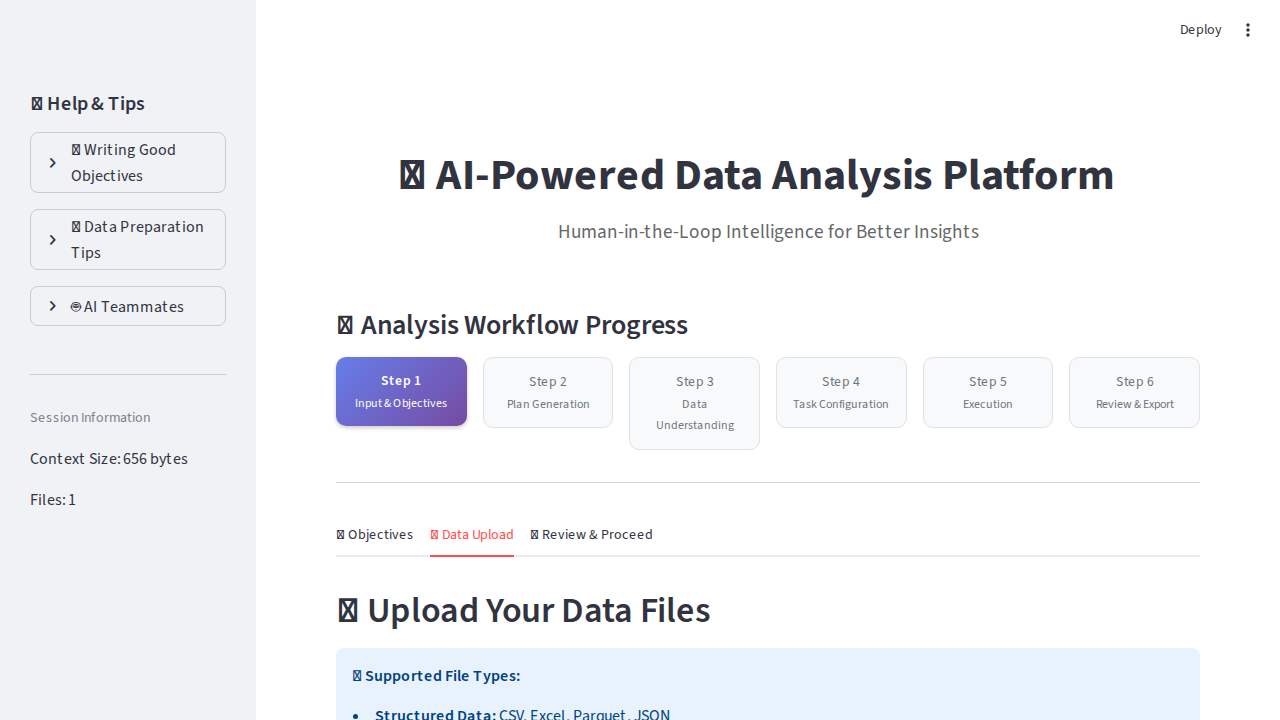 Deploy
Help & Tips
Writing Good
Objectives
Data Preparation
Tips
AI Teammates
Session Information
Context Size: 656 bytes
Files: 1
AI-Powered Data Analysis Platform
Human-in-the-Loop Intelligence for Better Insights
Analysis Workflow Progress
Step 1
Input & Objectives
Step 2
Plan Generation
Step 3
Data
Understanding
Step 4
Task Configuration
Step 5
Execution
Step 6
Review & Export
Objectives
Data Upload
Review & Proceed
Upload Your Data Files
Supported File Types:
• Structured Data: CSV, Excel, Parquet, JSON